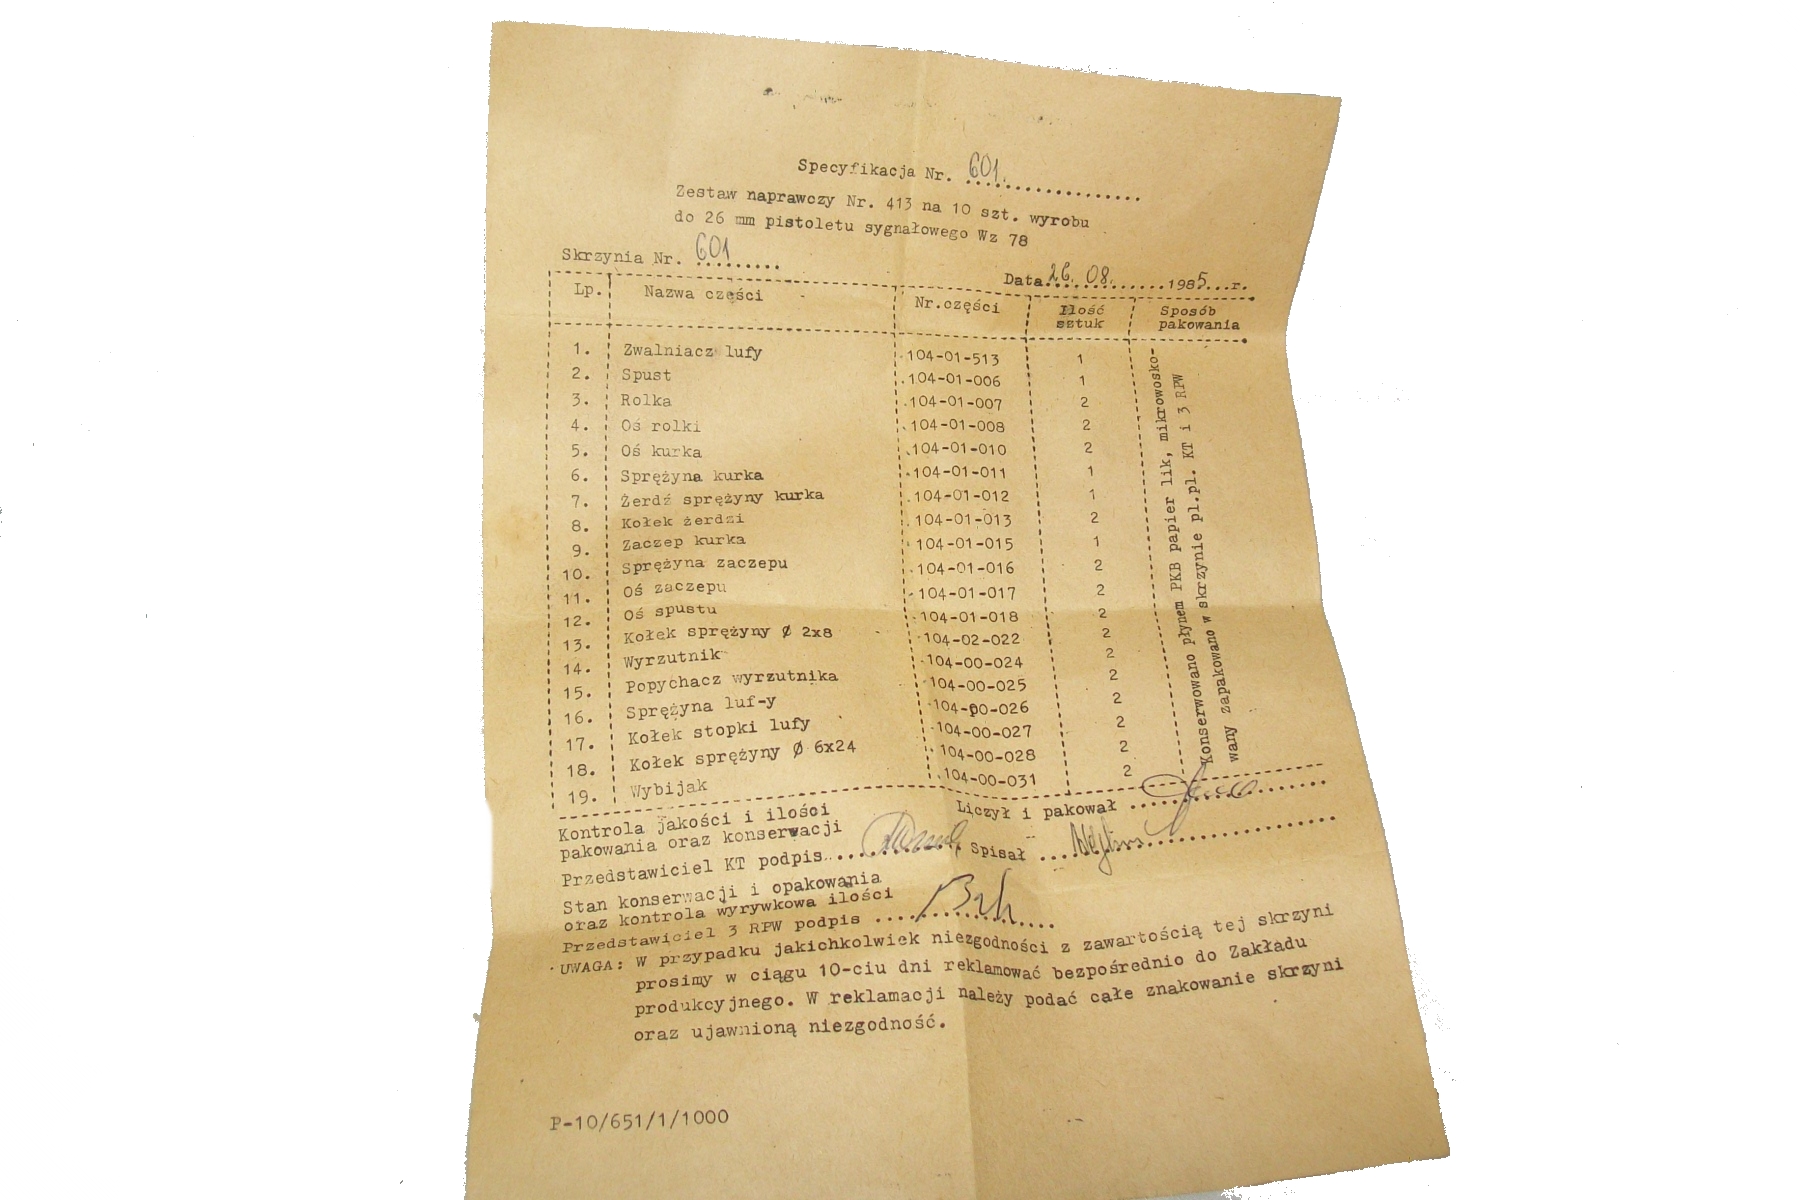 Specyfikacja Nr. 601.
Zestaw naprawczy Nr. 413 na 10 szt. wyrobu
do 26 mm pistoletu sygnałowego Wz 78
Skrzynia Nr. 601
Data 26. 08. 1985...r.
Lp. Nazwa części Nr.części Ilość sztuk Sposób pakowania
1. Zwalniacz lufy 104-01-513 1
2. Spust 104-01-006 1
3. Rolka 104-01-007 2
4. Oś rolki 104-01-008 2
5. Oś kurka 104-01-010 2
6. Sprężyna kurka 104-01-011 1
7. Żerdź sprężyny kurka 104-01-012 1
8. Kołek żerdzi 104-01-013 2
9. Zaczep kurka 104-01-015 1
10. Sprężyna zaczepu 104-01-016 2
11. Oś zaczepu 104-01-017 2
12. Oś spustu 104-01-018 2
13. Kołek sprężyny Ø 2x8 104-02-022 2
14. Wyrzutnik 104-00-024 2
15. Popychacz wyrzutnika 104-00-025 2
16. Sprężyna luf-y 104-00-026 2
17. Kołek stopki lufy 104-00-027 2
18. Kołek sprężyny Ø 6x24 104-00-028 2
19. Wybijak 104-00-031 2
Konserwowano płynem PKB papier lik, mikrowosko-
wany zapakowano w skrzynie pl.pl. KT i 3 RPW
Kontrola jakości i ilości
pakowania oraz konserwacji
Liczył i pakował
Przedstawiciel KT podpis
Spisał
Stan konserwacji i opakowania
oraz kontrola wyrywkowa ilości
Przedstawiciel 3 RPW podpis
UWAGA: W przypadku jakichkolwiek niezgodności z zawartością tej skrzyni
prosimy w ciągu 10-ciu dni reklamować bezpośrednio do Zakładu
produkcyjnego. W reklamacji należy podać całe znakowanie skrzyni
oraz ujawnioną niezgodność.
P-10/651/1/1000